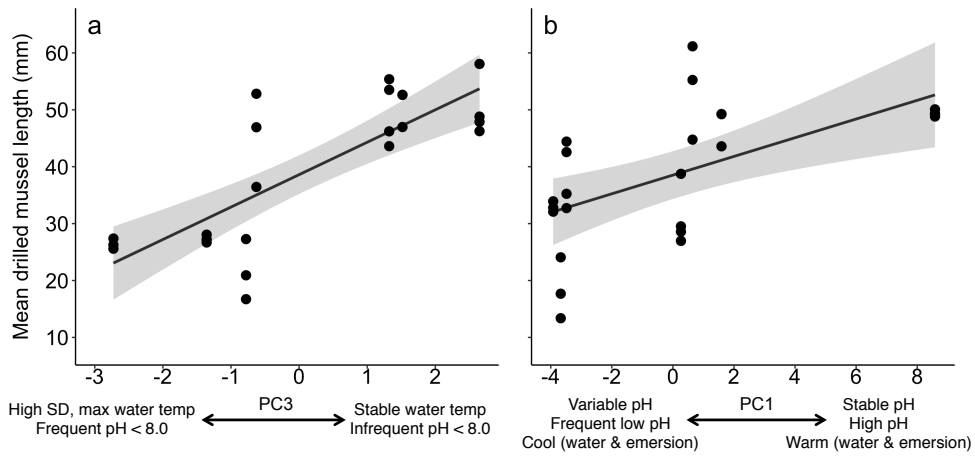 a
b
Mean drilled mussel length (mm)
60
50
40
30
20
10
-3 -2 -1 0 1 2
-4 -2 0 2 4 6 8
High SD, max water temp
Frequent pH < 8.0
PC3
Stable water temp
Infrequent pH < 8.0
Variable pH
Frequent low pH
Cool (water & emersion)
PC1
Stable pH
High pH
Warm (water & emersion)